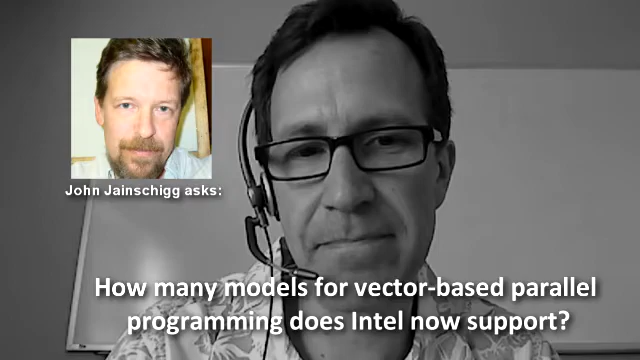 John Jainschigg asks:
How many models for vector-based parallel
programming does Intel now support?